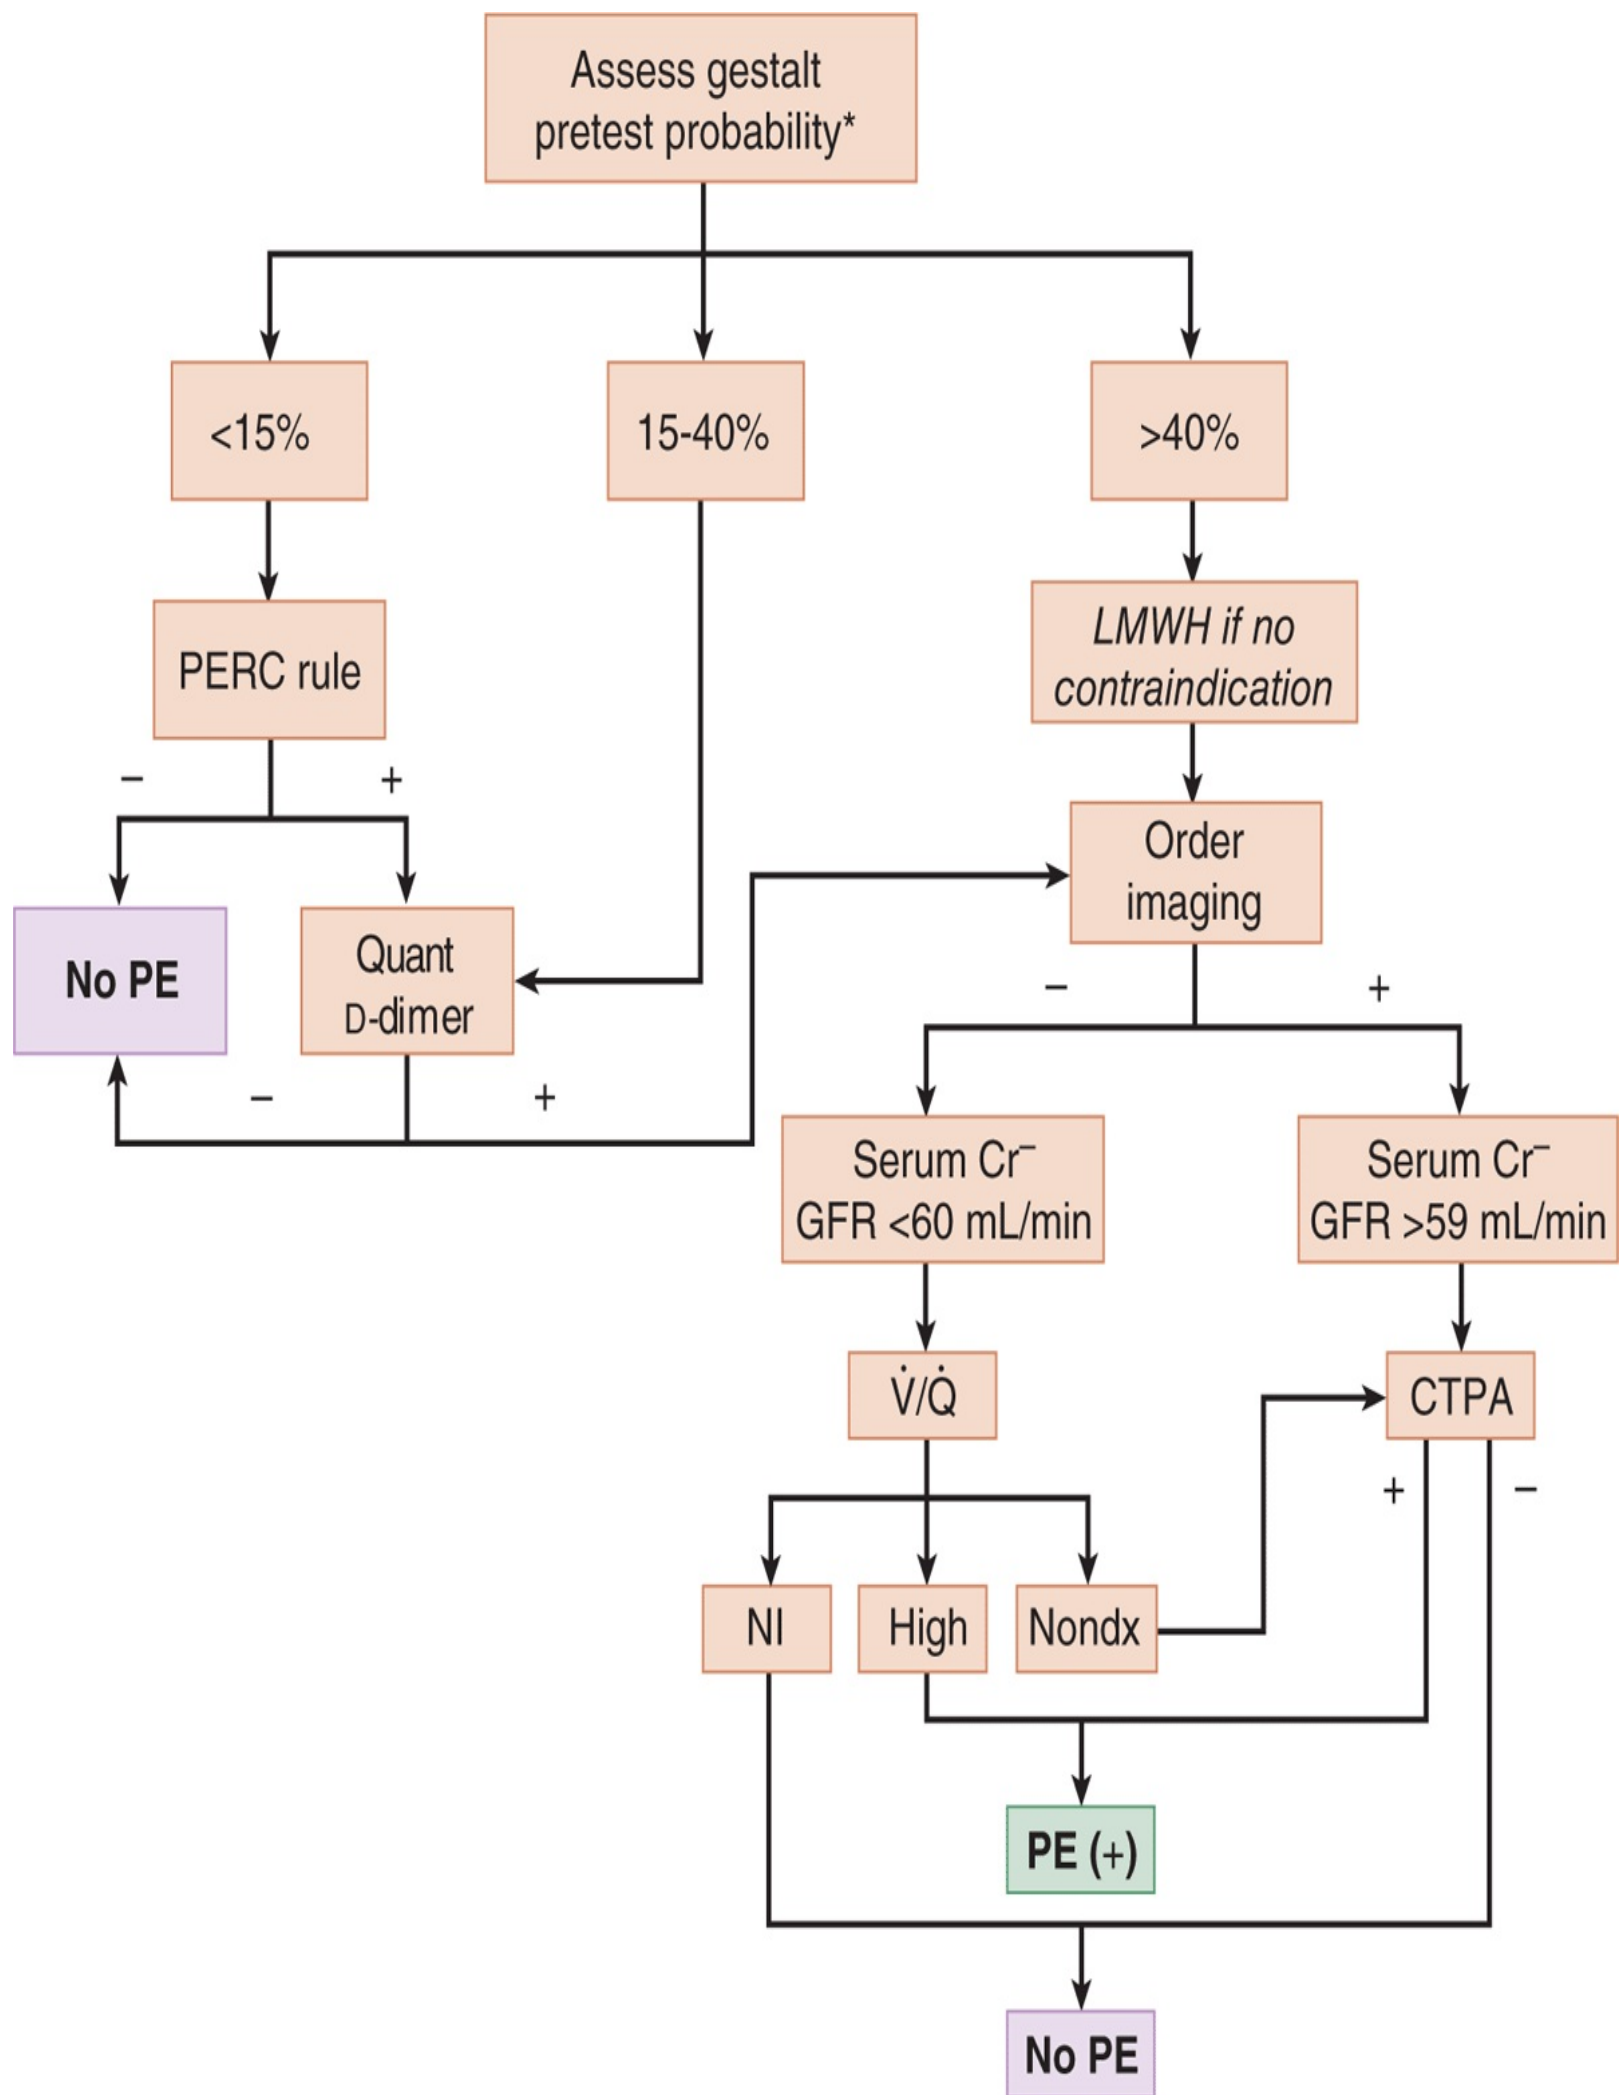 Assess gestalt
pretest probability*
<15%
15-40%
>40%
PERC rule
LMWH if no
contraindication
– +
Order
imaging
No PE
Quant
D-dimer
– +
– +
Serum Cr–
GFR <60 mL/min
Serum Cr–
GFR >59 mL/min
V̇/Q̇
CTPA
+ –
NI
High
Nondx
PE (+)
No PE